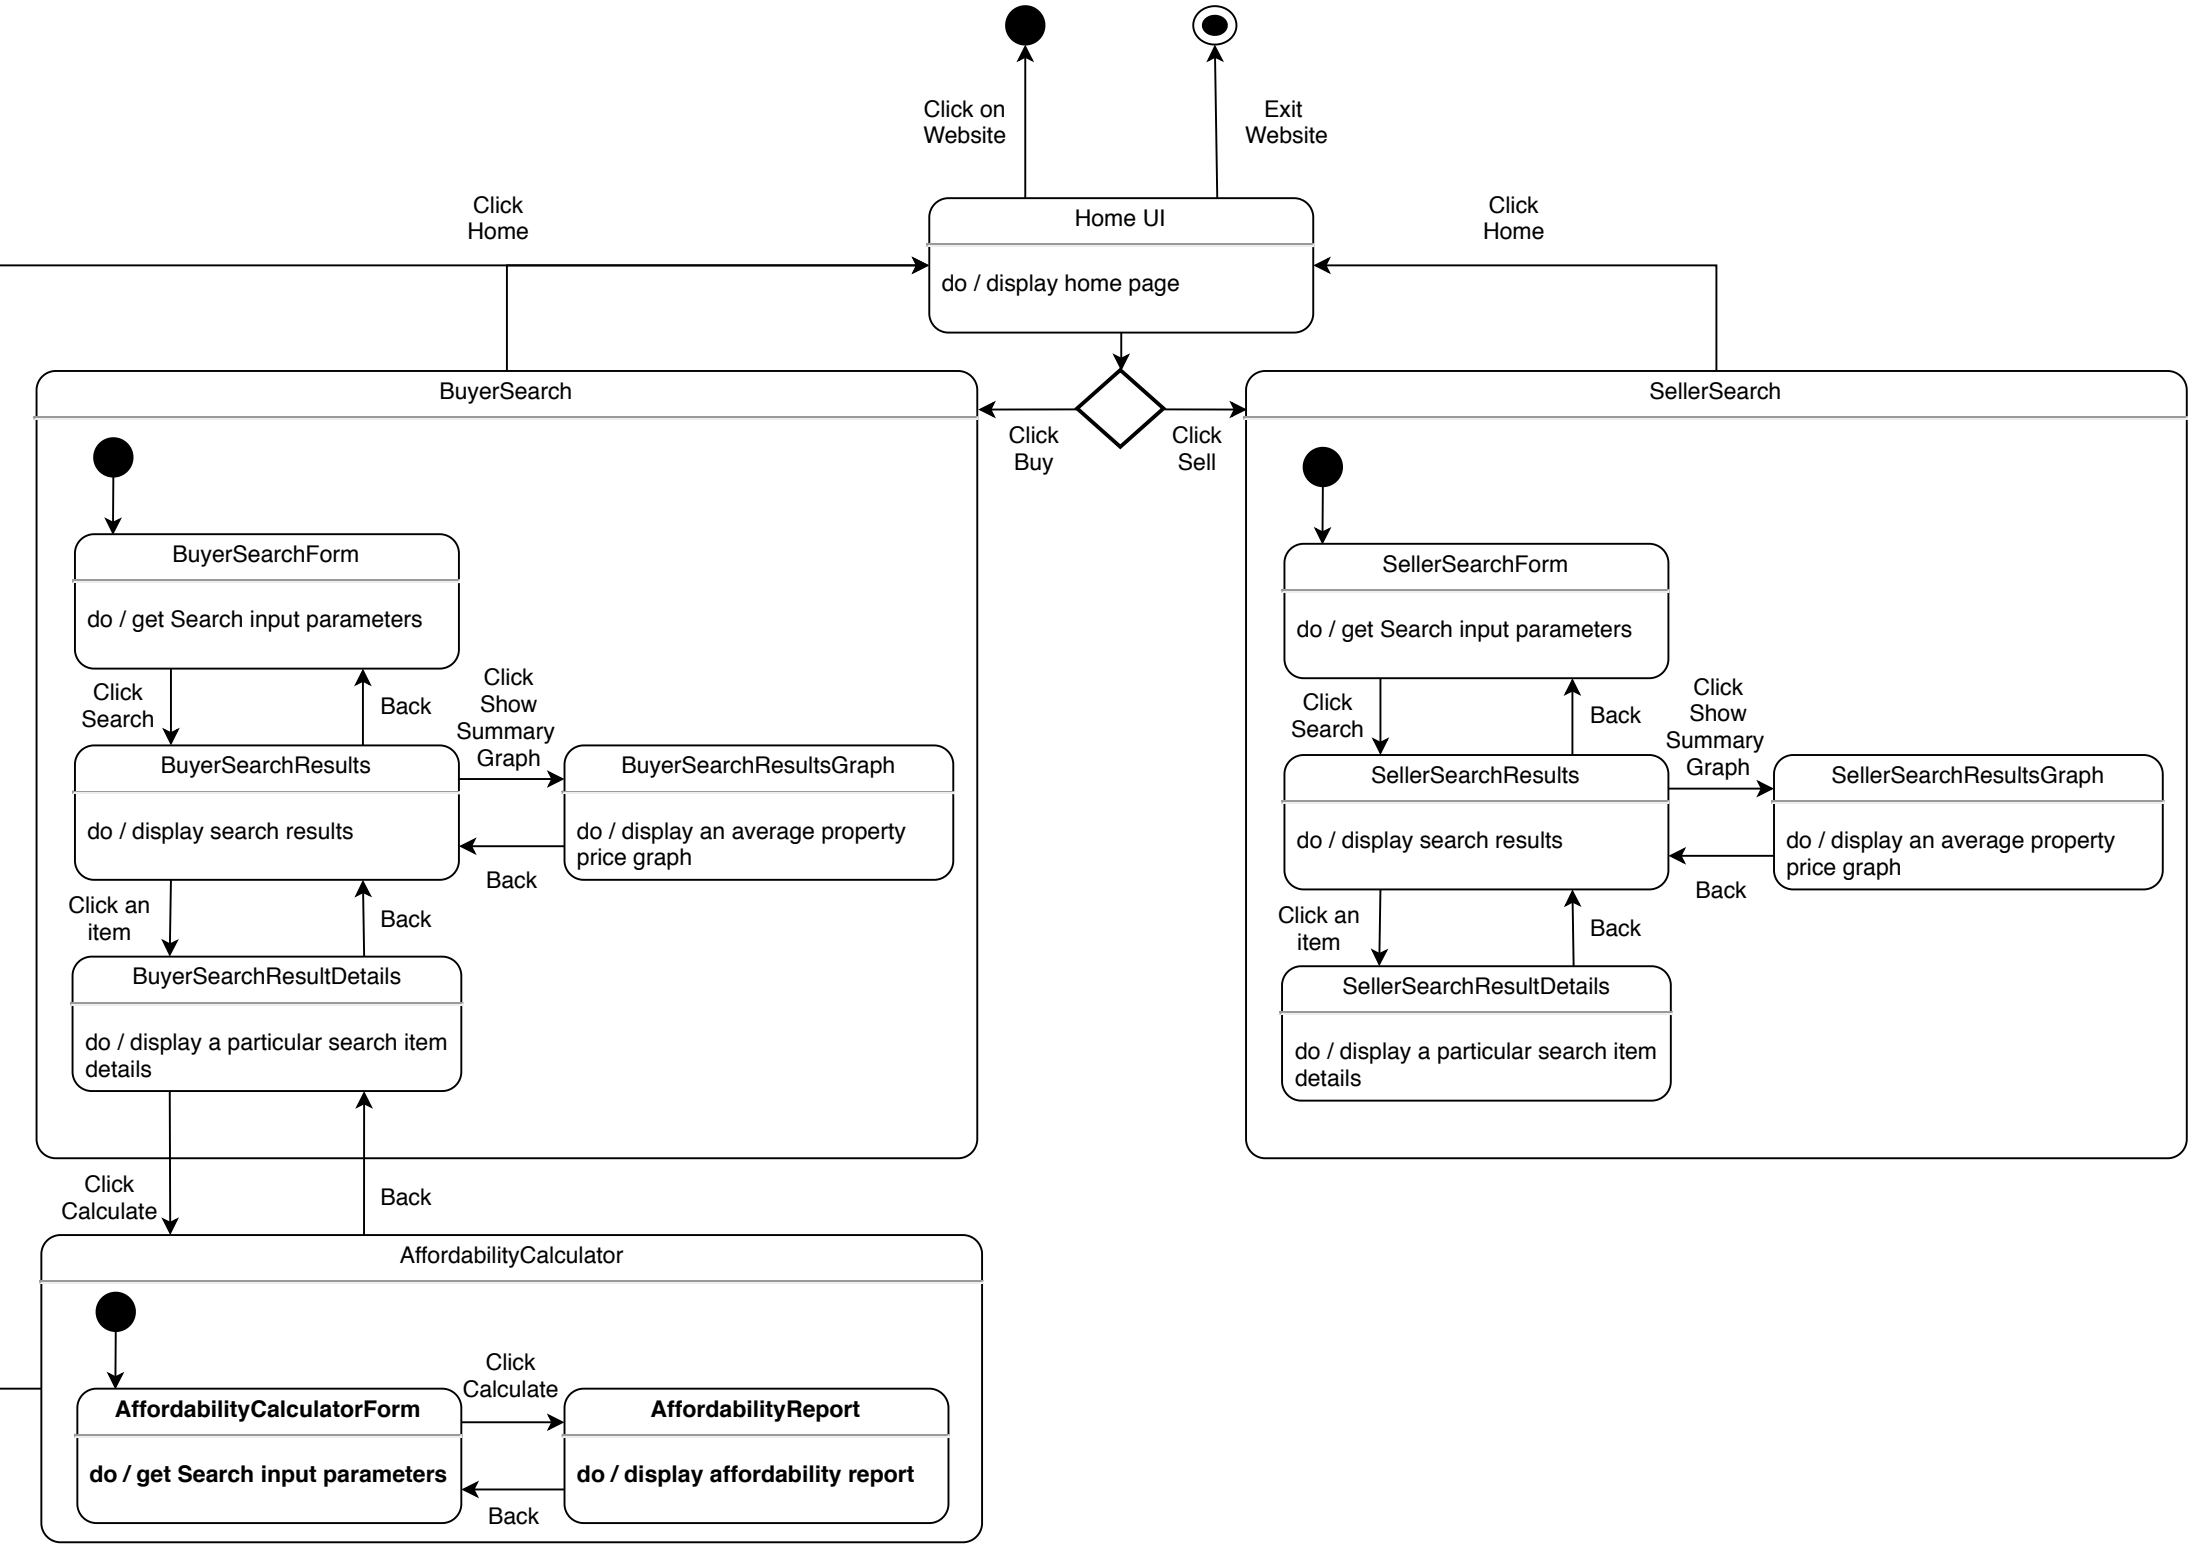 Click on
Website
Exit
Website
Click
Home
Click
Home
Home UI
do / display home page
Click
Buy
Click
Sell
BuyerSearch
BuyerSearchForm
do / get Search input parameters
Click
Search
Back
Click
Show
Summary
Graph
BuyerSearchResults
do / display search results
BuyerSearchResultsGraph
do / display an average property
price graph
Back
Click an
item
Back
BuyerSearchResultDetails
do / display a particular search item
details
Click
Calculate
Back
SellerSearch
SellerSearchForm
do / get Search input parameters
Click
Search
Back
Click
Show
Summary
Graph
SellerSearchResults
do / display search results
SellerSearchResultsGraph
do / display an average property
price graph
Back
Click an
item
Back
SellerSearchResultDetails
do / display a particular search item
details
AffordabilityCalculator
AffordabilityCalculatorForm
do / get Search input parameters
Click
Calculate
AffordabilityReport
do / display affordability report
Back